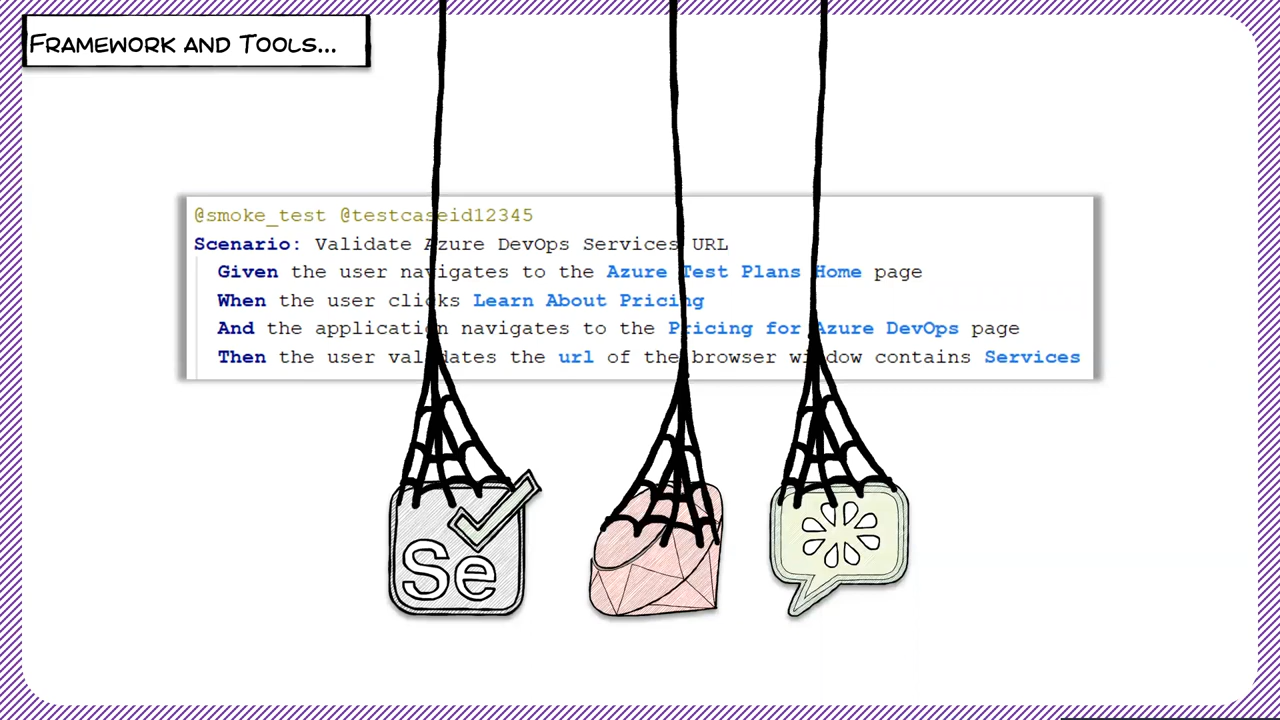 FRAMEWORK AND TOOLS...
@smoke_test @testcaseid12345
Scenario: Validate Azure DevOps Services URL
Given the user navigates to the Azure Test Plans Home page
When the user clicks Learn About Pricing
And the application navigates to the Pricing for Azure DevOps page
Then the user validates the url of the browser window contains Services
Se